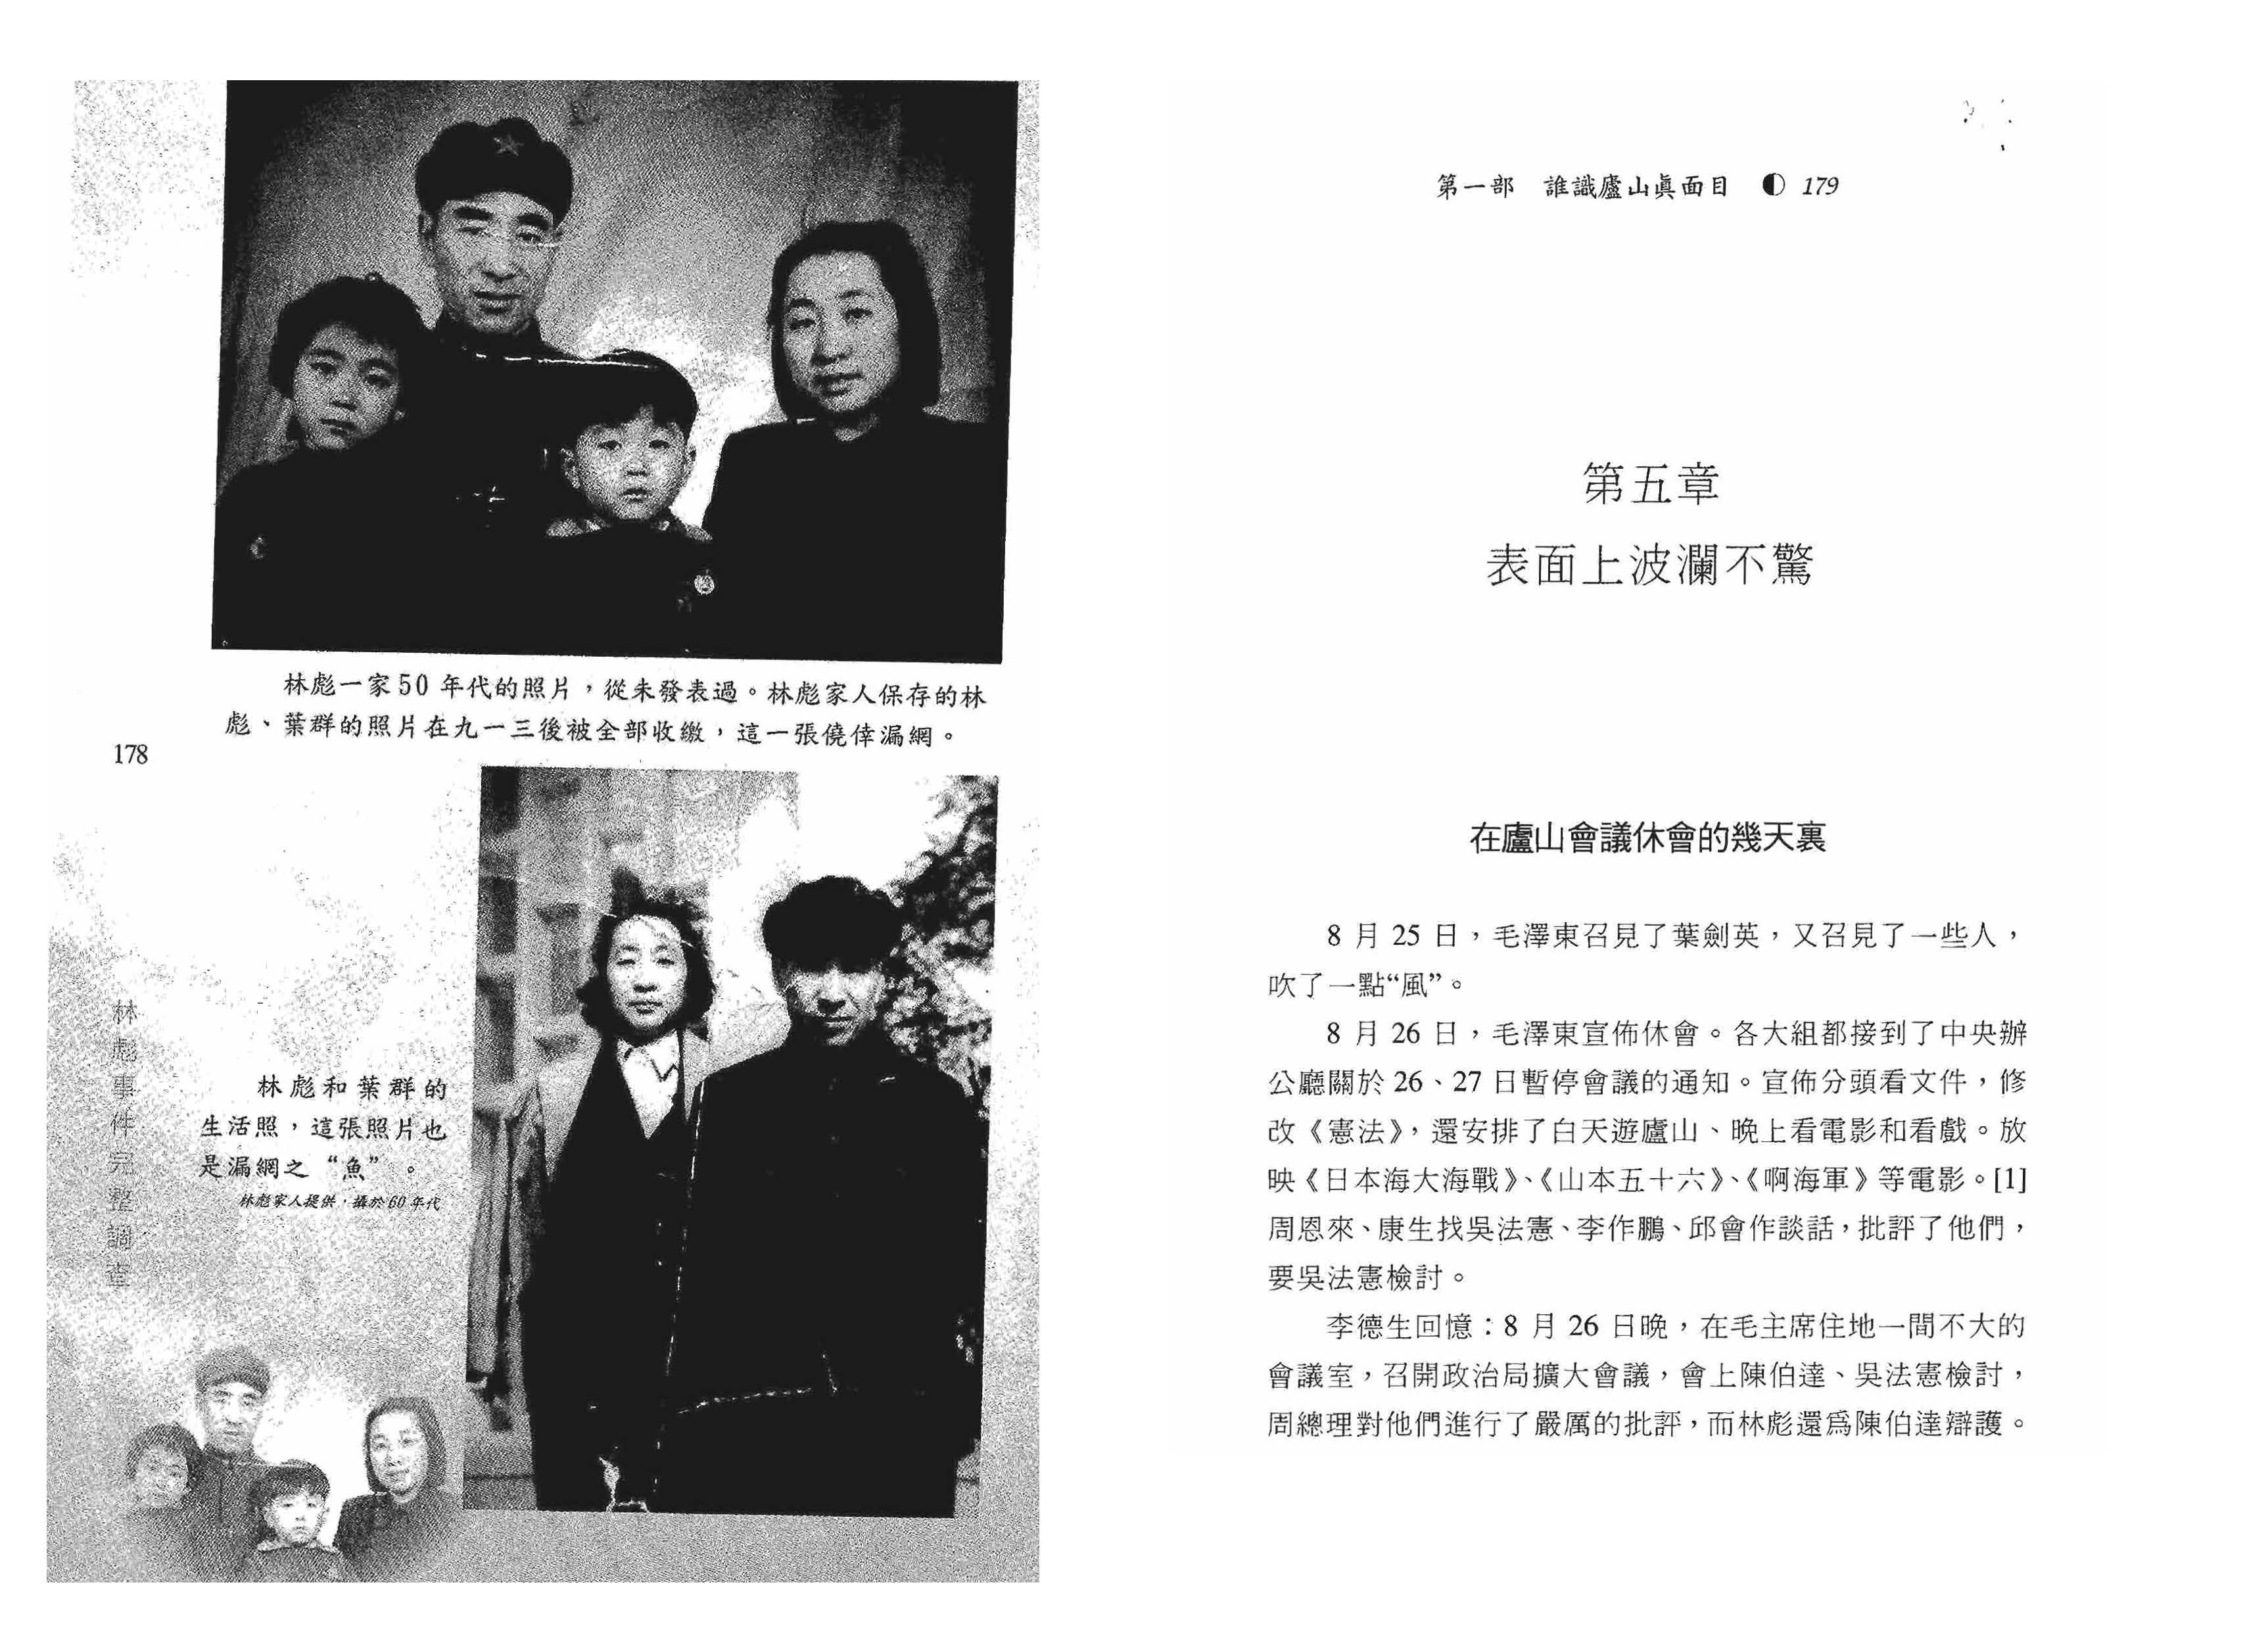 林彪一家50年代的照片，從未發表過。林彪家人保存的林
彪、葉群的照片在九一三後被全部收繳，這一張僥倖漏網。
178
林彪事件完整調查
林彪和葉群的
生活照，這張照片也
是漏網之“魚”。
林彪家人提供，攝於60年代
第一部　誰識廬山眞面目　◐ 179
第五章
表面上波瀾不驚
在廬山會議休會的幾天裏
8 月 25 日，毛澤東召見了葉劍英，又召見了一些人，
吹了一點“風”。
8 月 26 日，毛澤東宣佈休會。各大組都接到了中央辦
公廳關於 26、27 日暫停會議的通知。宣佈分頭看文件，修
改《憲法》，還安排了白天遊廬山、晚上看電影和看戲。放
映《日本海大海戰》、《山本五十六》、《啊海軍》等電影。[1]
周恩來、康生找吳法憲、李作鵬、邱會作談話，批評了他們，
要吳法憲檢討。
李德生回憶：8 月 26 日晚，在毛主席住地一間不大的
會議室，召開政治局擴大會議，會上陳伯達、吳法憲檢討，
周總理對他們進行了嚴厲的批評，而林彪還爲陳伯達辯護。